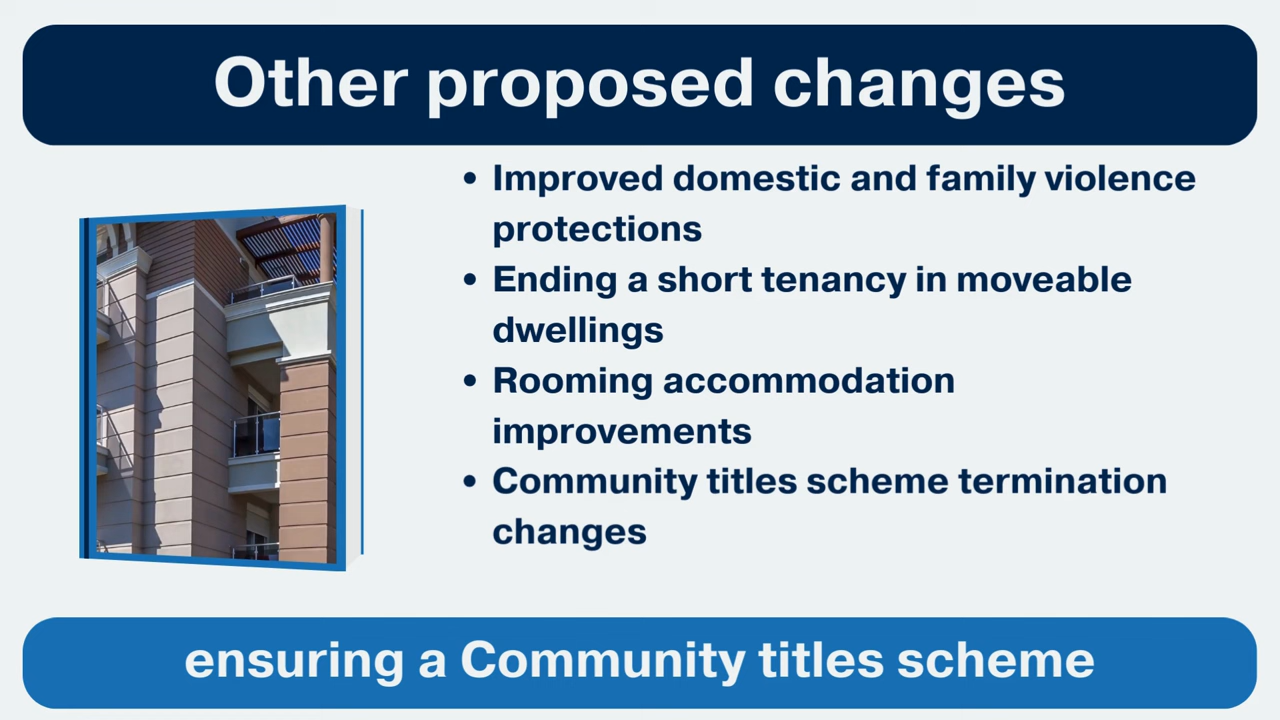 Other proposed changes
• Improved domestic and family violence
protections
• Ending a short tenancy in moveable
dwellings
• Rooming accommodation
improvements
• Community titles scheme termination
changes
ensuring a Community titles scheme